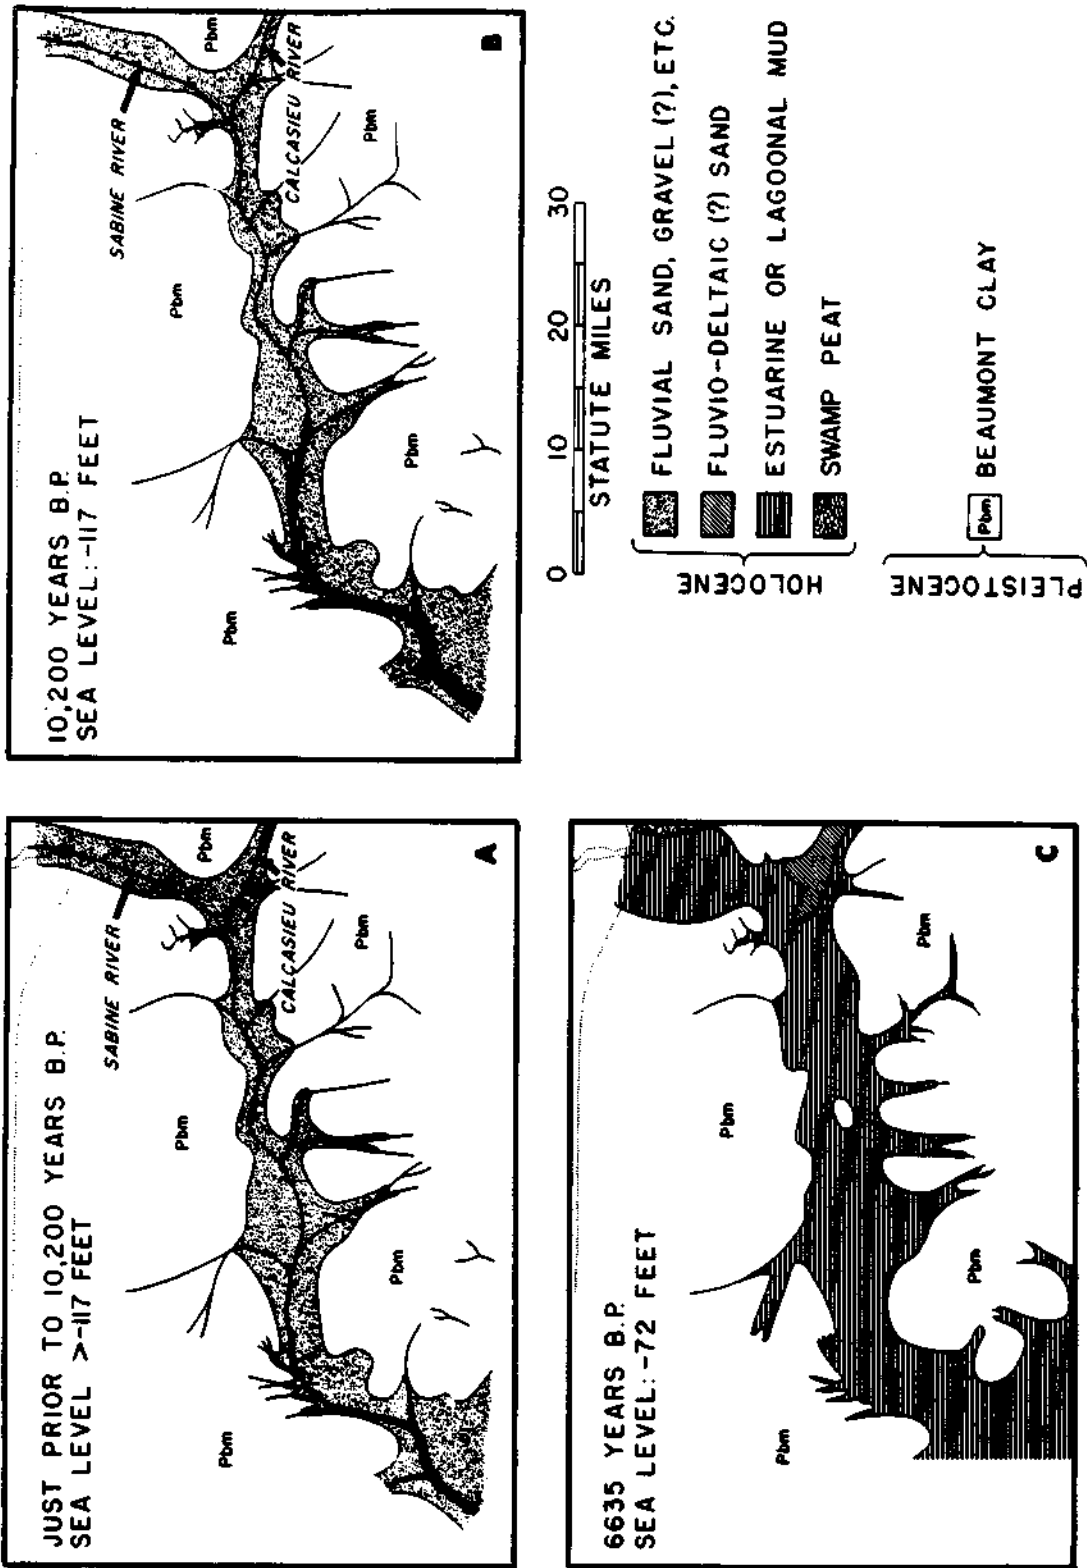 JUST PRIOR TO 10,200 YEARS B.P.
SEA LEVEL >-117 FEET
SABINE RIVER
CALCASIEU RIVER
Pbm
Pbm
Pbm
Pbm
Pbm
A
10,200 YEARS B.P.
SEA LEVEL:-117 FEET
SABINE RIVER
CALCASIEU RIVER
Pbm
Pbm
Pbm
Pbm
Pbm
B
6635 YEARS B.P.
SEA LEVEL:-72 FEET
Pbm
Pbm
Pbm
Pbm
C
0 10 20 30
STATUTE MILES
HOLOCENE
FLUVIAL SAND, GRAVEL (?), ETC.
FLUVIO-DELTAIC (?) SAND
ESTUARINE OR LAGOONAL MUD
SWAMP PEAT
PLEISTOCENE
Pbm BEAUMONT CLAY